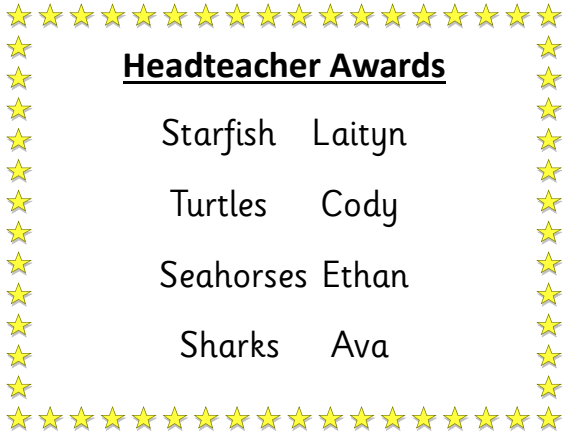 Headteacher Awards
Starfish Laityn
Turtles Cody
Seahorses Ethan
Sharks Ava